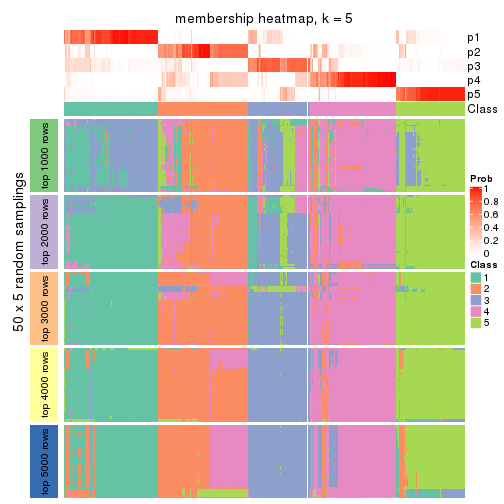 membership heatmap, k = 5
p1
p2
p3
p4
p5
Class
50 x 5 random samplings
top 1000 rows
top 2000 rows
top 3000 rows
top 4000 rows
top 5000 rows
Prob
1
0.8
0.6
0.4
0.2
0
Class
1
2
3
4
5